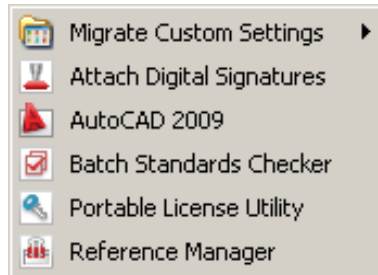 Migrate Custom Settings
Attach Digital Signatures
AutoCAD 2009
Batch Standards Checker
Portable License Utility
Reference Manager